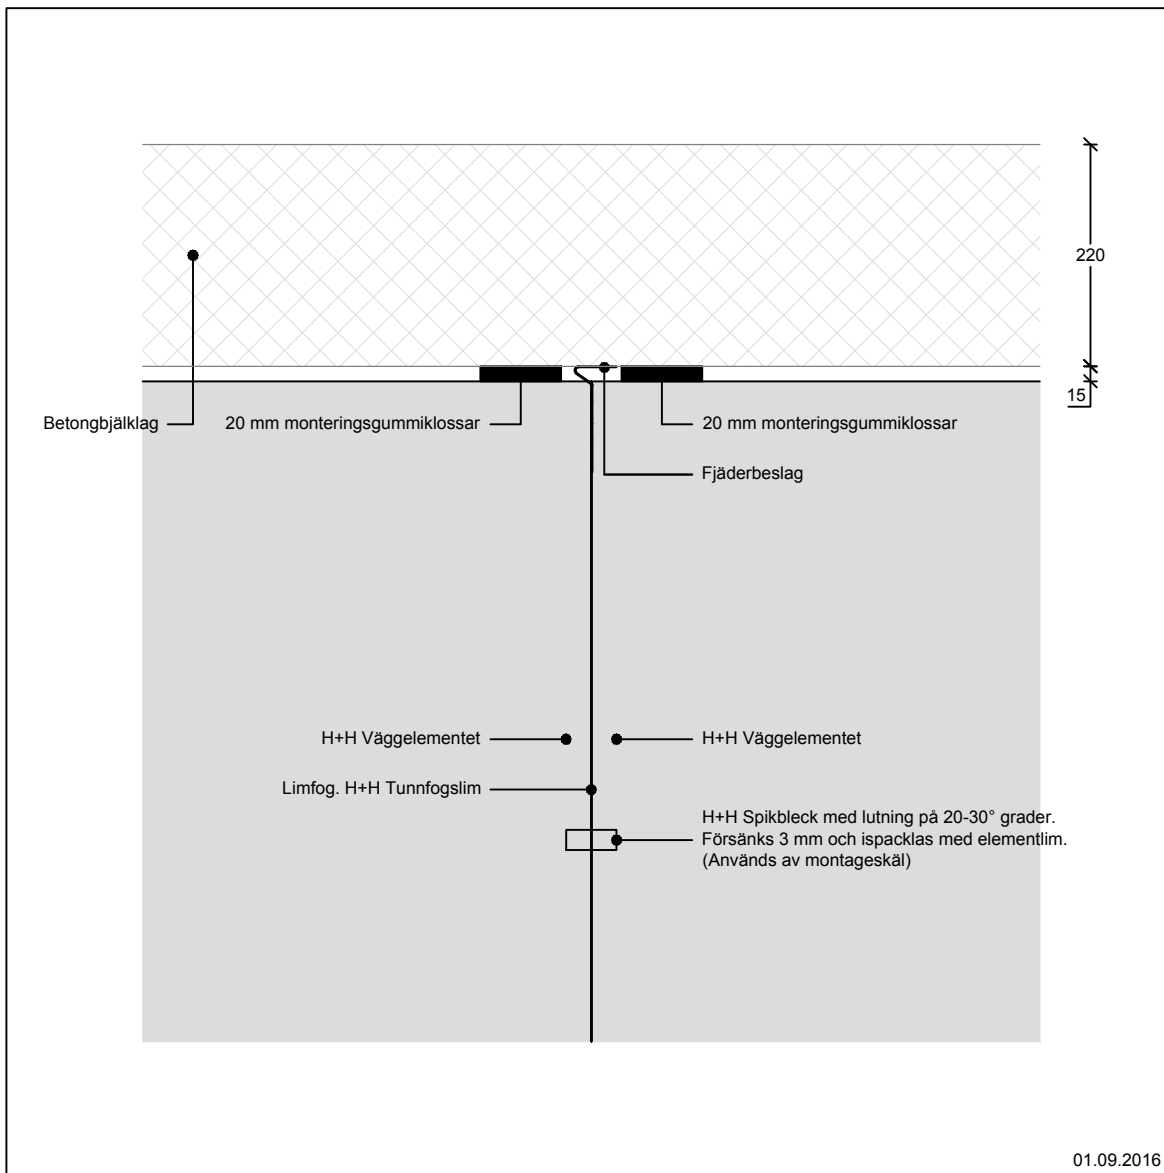 220
15
Betongbjälklag
20 mm monteringsgummiklossar
20 mm monteringsgummiklossar
Fjäderbeslag
H+H Väggelementet
H+H Väggelementet
Limfog. H+H Tunnfogslim
H+H Spikbleck med lutning på 20-30° grader.
Försänks 3 mm och ispacklas med elementlim.
(Används av montageskäl)
01.09.2016